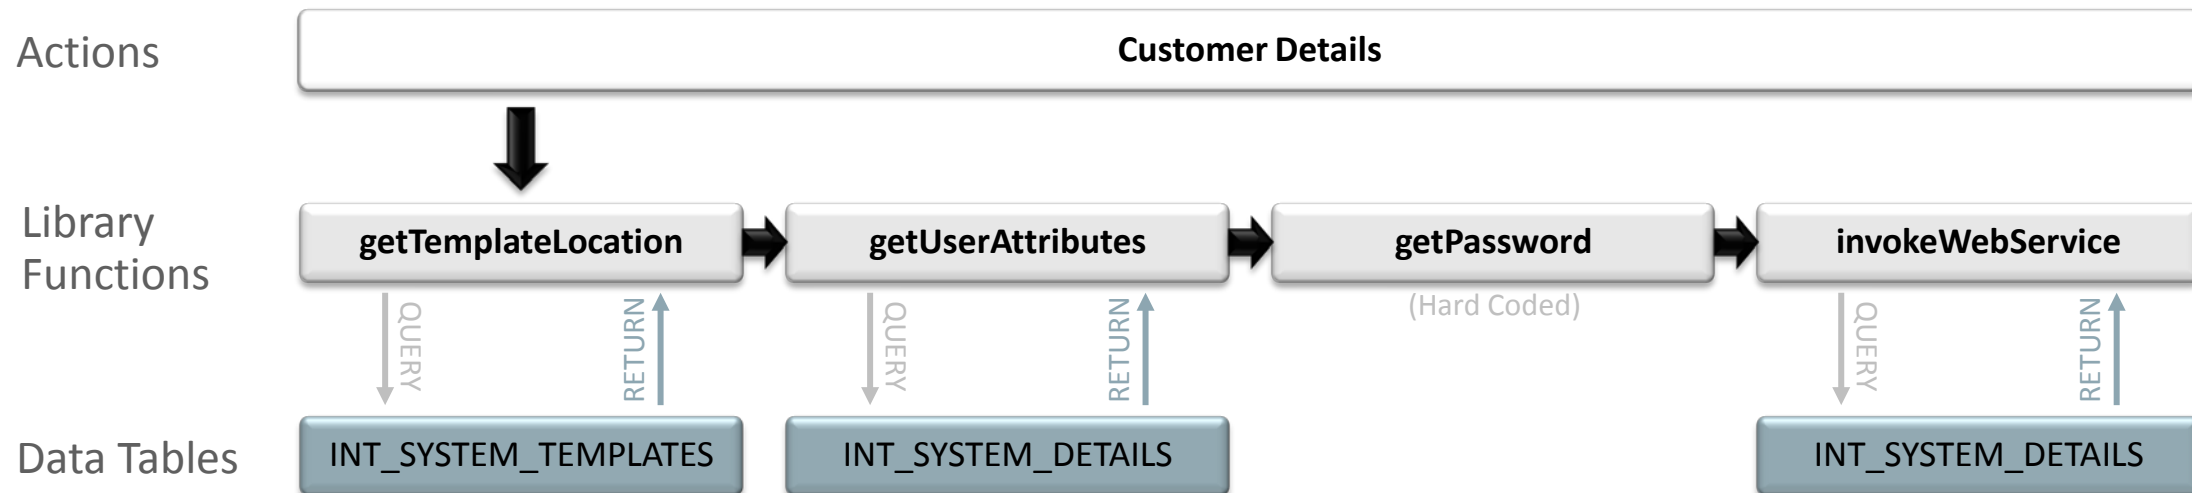 Actions
Customer Details
Library
Functions
getTemplateLocation
getUserAttributes
getPassword
invokeWebService
(Hard Coded)
QUERY
RETURN
QUERY
RETURN
QUERY
RETURN
Data Tables
INT_SYSTEM_TEMPLATES
INT_SYSTEM_DETAILS
INT_SYSTEM_DETAILS